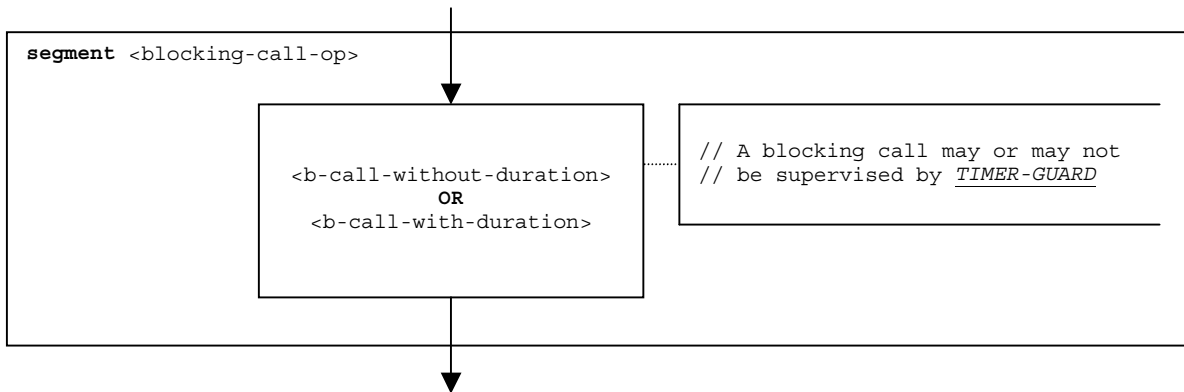 segment <blocking-call-op>
<b-call-without-duration>
OR
<b-call-with-duration>
// A blocking call may or may not
// be supervised by TIMER-GUARD